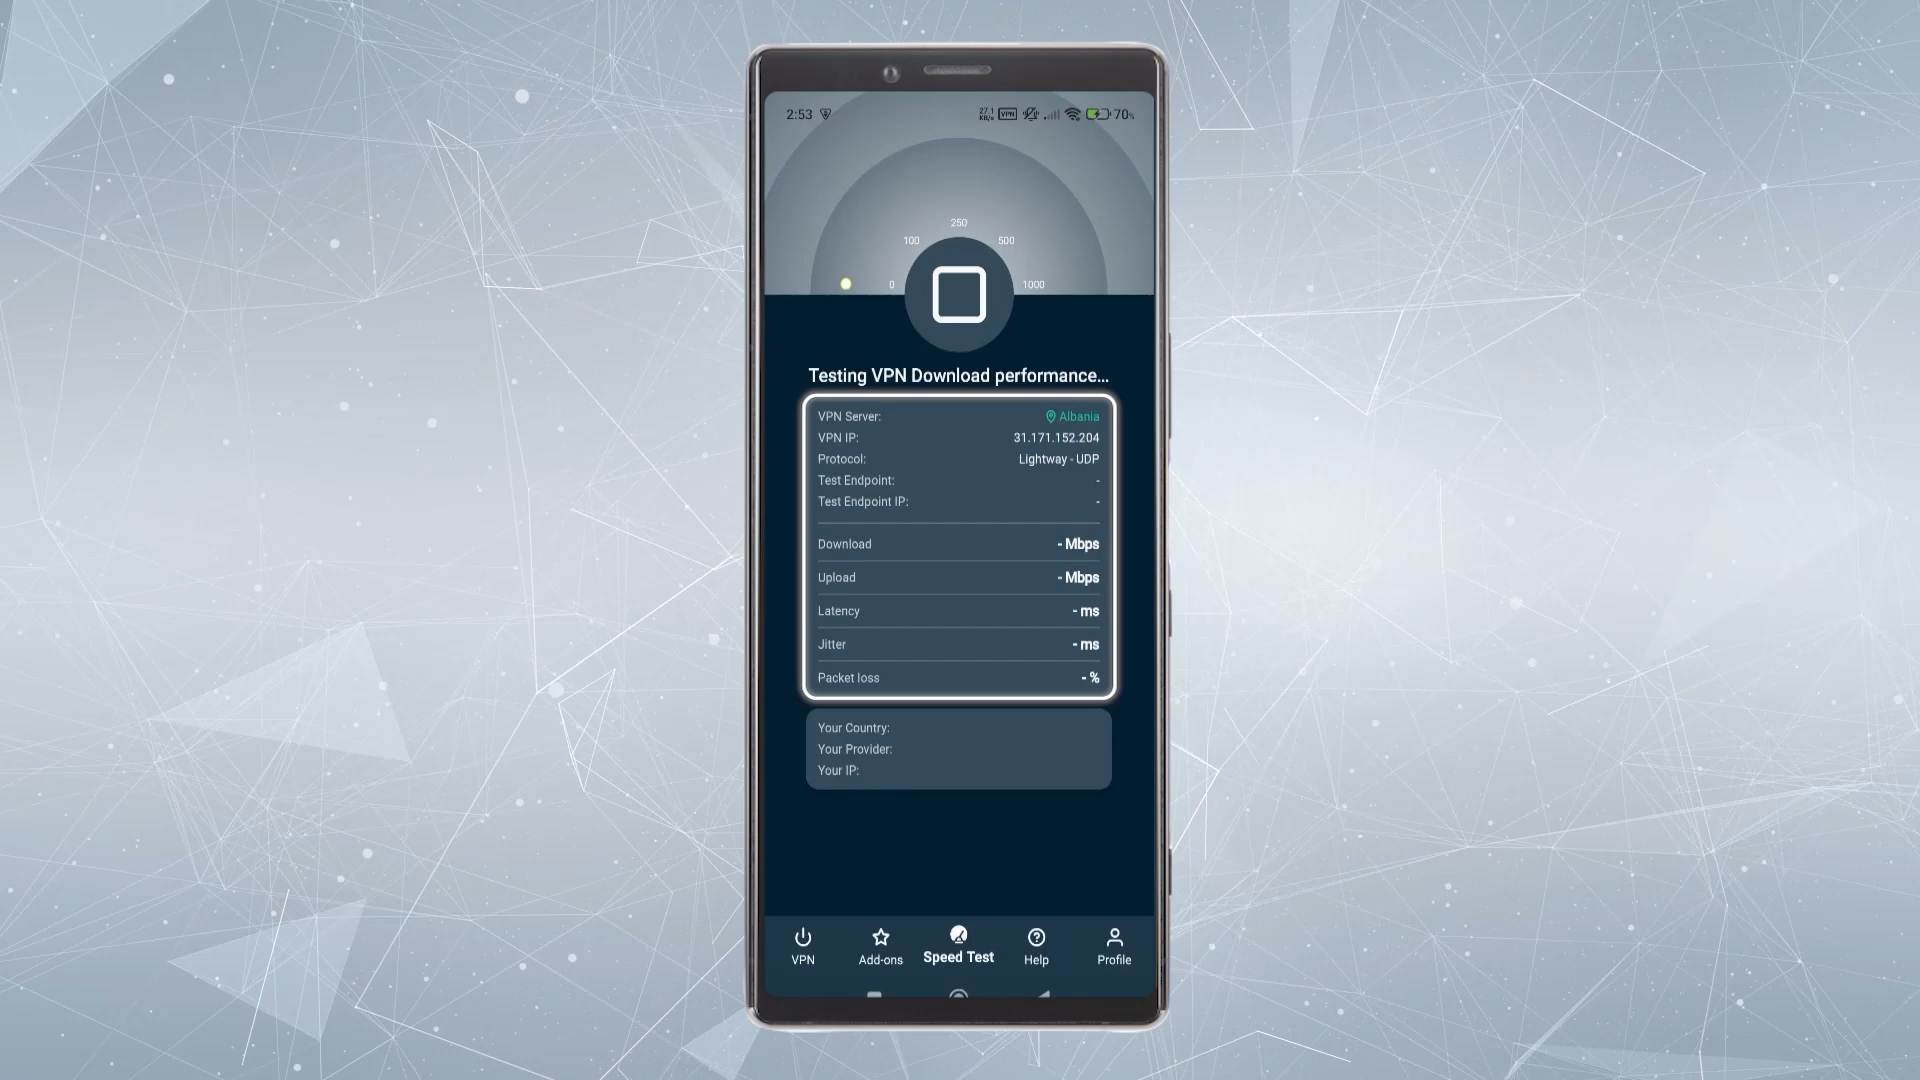 2:53 27.1 KB/s VPN 70%
250
100 500
0 1000
Testing VPN Download performance...
VPN Server: Albania
VPN IP: 31.171.152.204
Protocol: Lightway - UDP
Test Endpoint: -
Test Endpoint IP: -
Download - Mbps
Upload - Mbps
Latency - ms
Jitter - ms
Packet loss - %
Your Country:
Your Provider:
Your IP:
VPN Add-ons Speed Test Help Profile